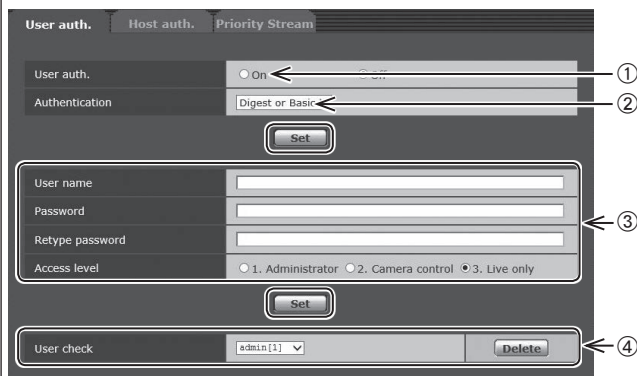 User auth. Host auth. Priority Stream
User auth. On Off ①
Authentication Digest or Basic ②
Set
User name
Password
③
Retype password
Access level 1. Administrator 2. Camera control 3. Live only
Set
User check admin[1] Delete ④